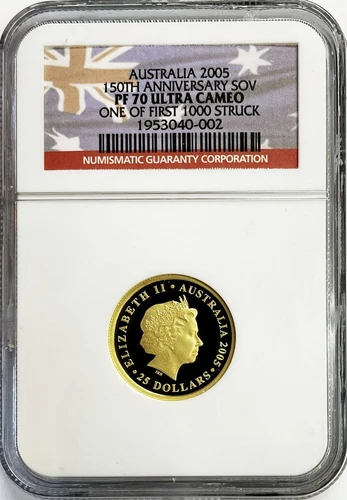 AUSTRALIA 2005
150TH ANNIVERSARY SOV
PF 70 ULTRA CAMEO
ONE OF FIRST 1000 STRUCK
1953040-002
NUMISMATIC GUARANTY CORPORATION
ELIZABETH II • AUSTRALIA 2005
• 25 DOLLARS •
IRB